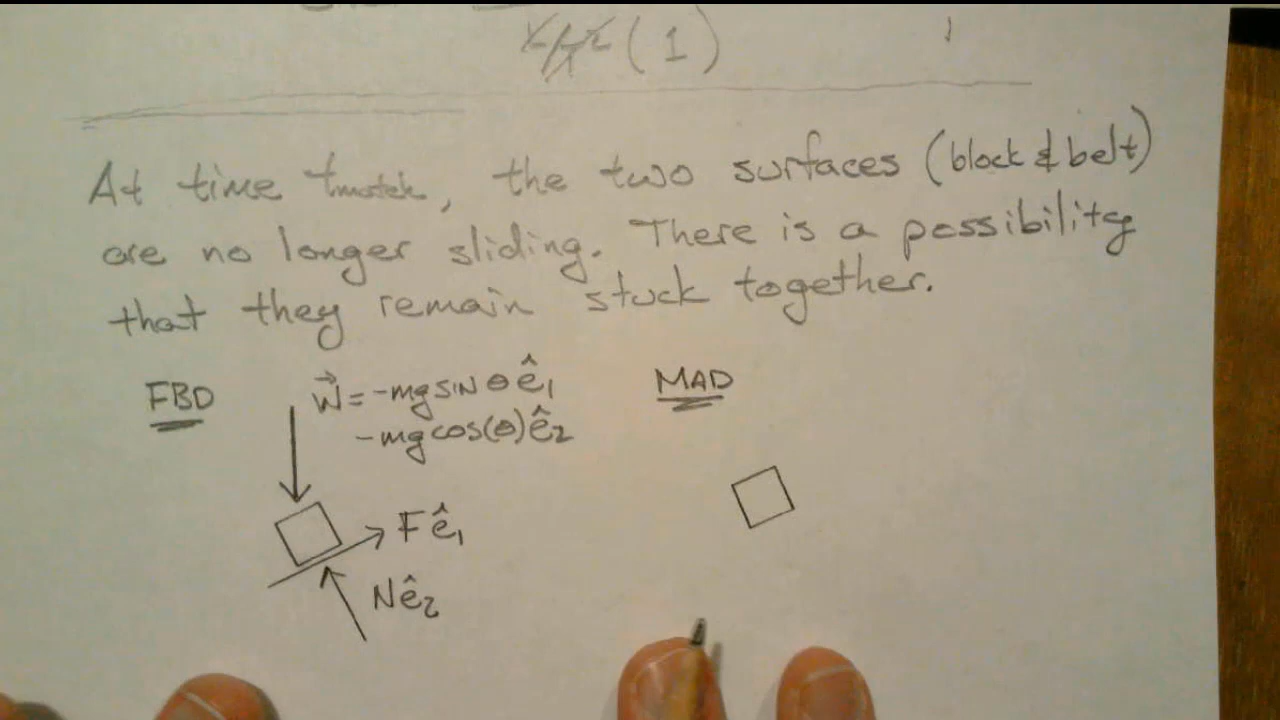 (1)
At time tmatch, the two surfaces (block & belt)
are no longer sliding. There is a possibility
that they remain stuck together.
FBD
W⃗ = -mg sin θ ê₁
-mg cos(θ) ê₂
F ê₁
N ê₂
MAD